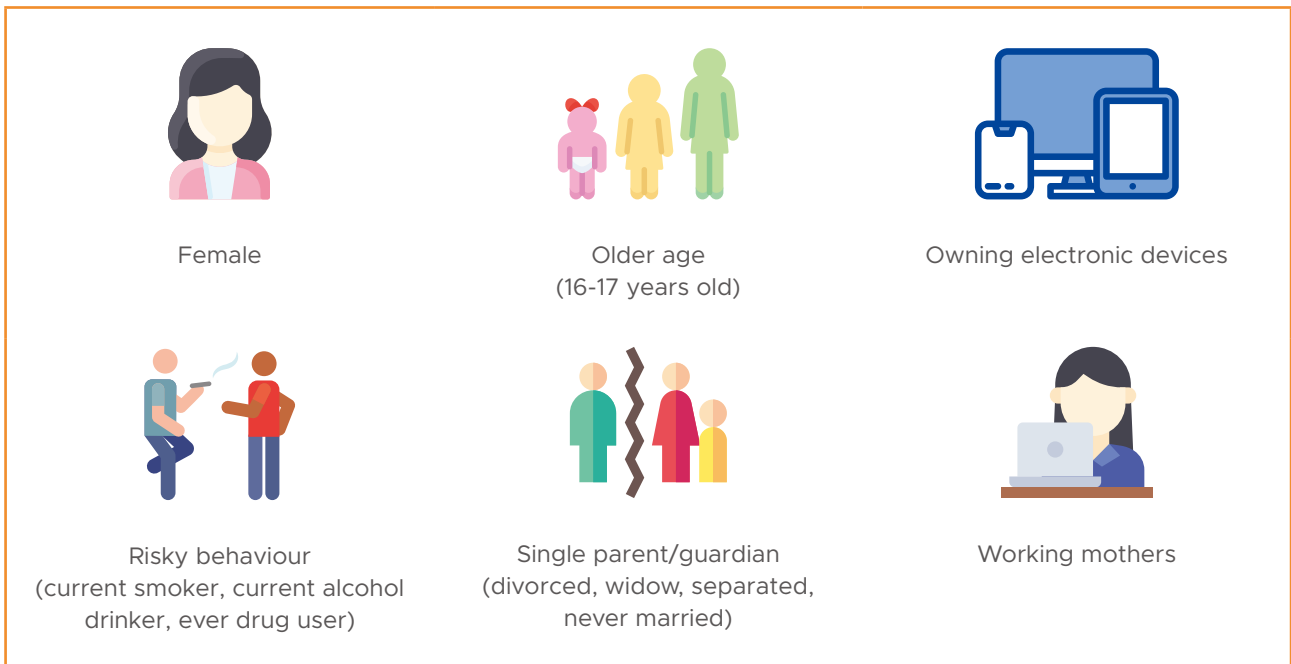 Female
Older age
(16-17 years old)
Owning electronic devices
Risky behaviour
(current smoker, current alcohol
drinker, ever drug user)
Single parent/guardian
(divorced, widow, separated,
never married)
Working mothers